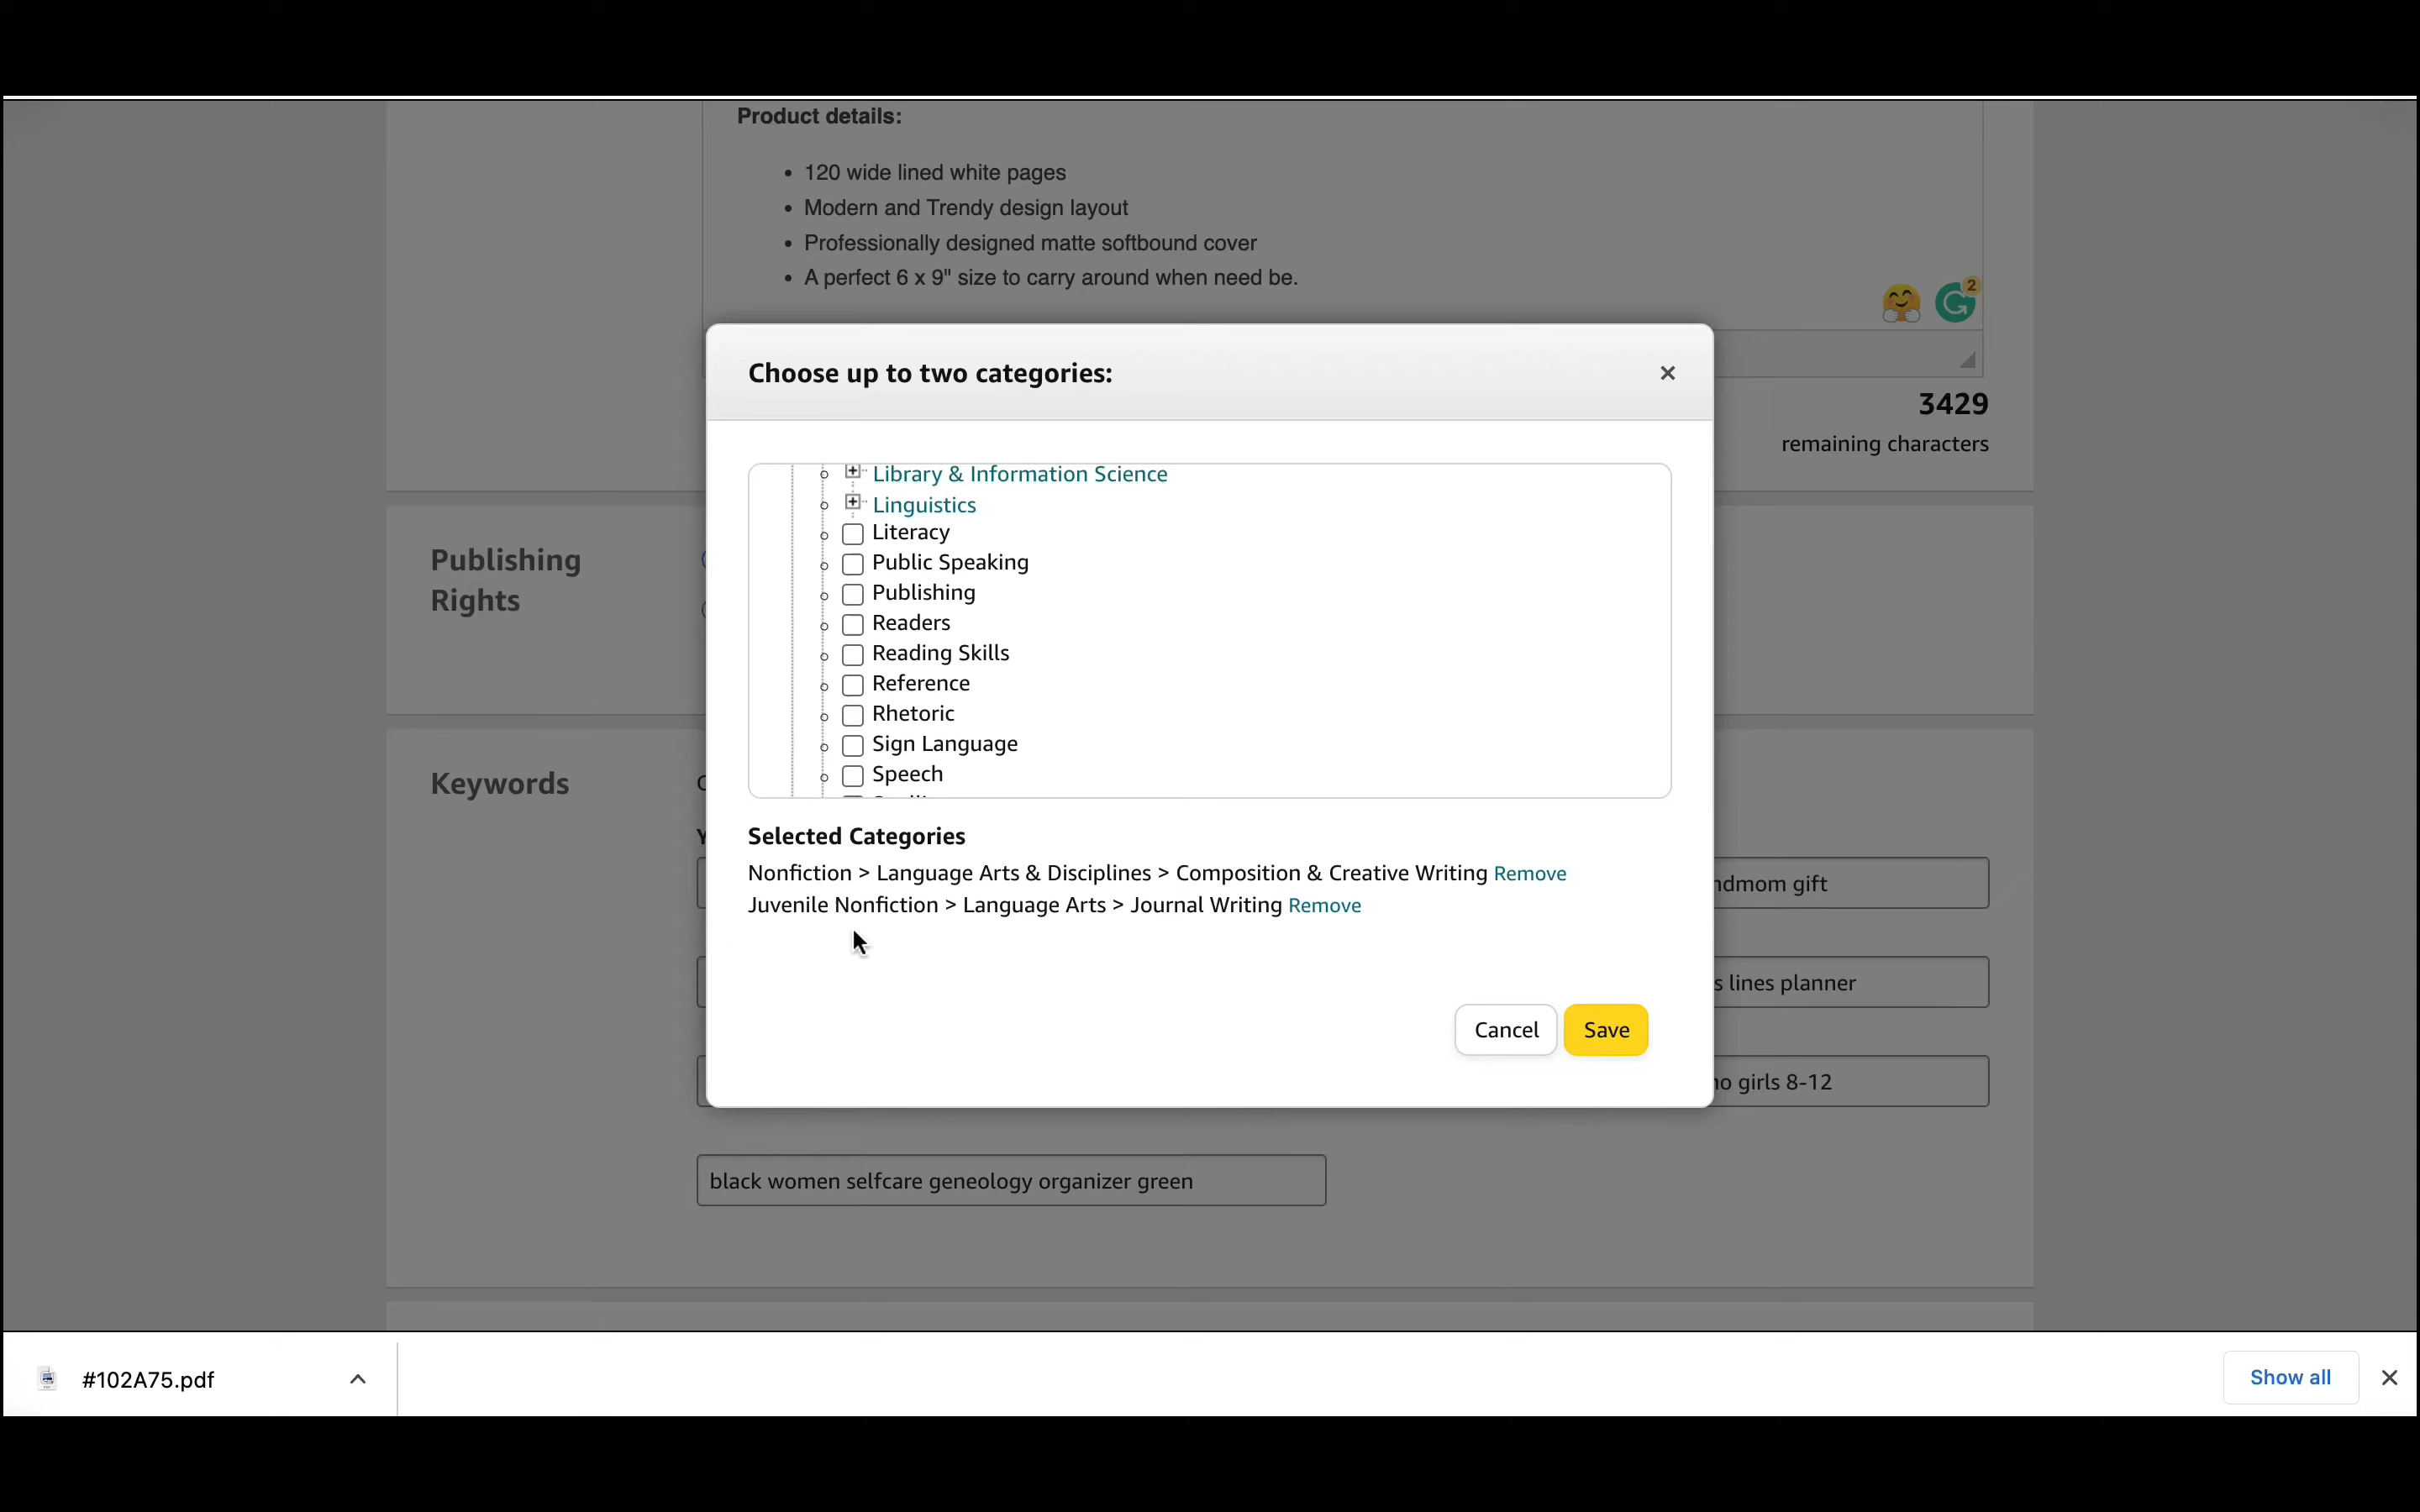 Product details:
• 120 wide lined white pages
• Modern and Trendy design layout
• Professionally designed matte softbound cover
• A perfect 6 x 9" size to carry around when need be.
2
Choose up to two categories:
3429
remaining characters
Library & Information Science
Linguistics
Literacy
Public Speaking
Publishing
Readers
Reading Skills
Reference
Rhetoric
Sign Language
Speech
Publishing
Rights
Keywords
Selected Categories
Nonfiction > Language Arts & Disciplines > Composition & Creative Writing Remove
Juvenile Nonfiction > Language Arts > Journal Writing Remove
gift
lines planner
girls 8-12
Cancel
Save
black women selfcare geneology organizer green
#102A75.pdf
Show all